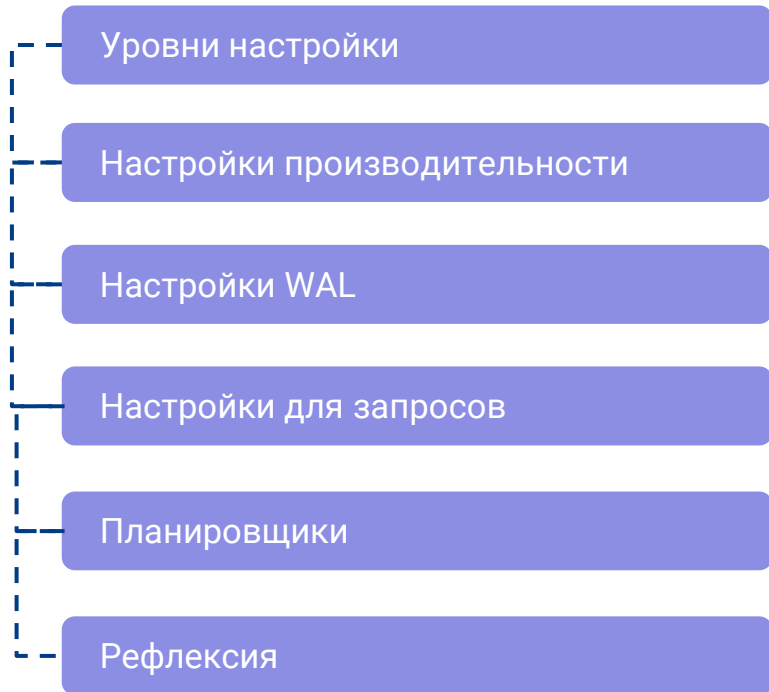 Уровни настройки
Настройки производительности
Настройки WAL
Настройки для запросов
Планировщики
Рефлексия